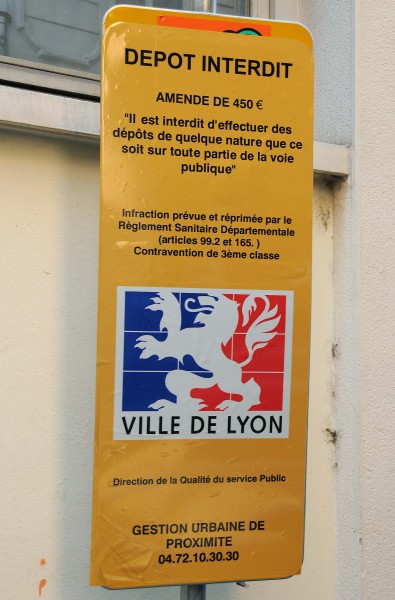 DEPOT INTERDIT
AMENDE DE 450 €
"Il est interdit d'effectuer des
dépôts de quelque nature que ce
soit sur toute partie de la voie
publique"
Infraction prévue et réprimée par le
Règlement Sanitaire Départementale
(articles 99.2 et 165. )
Contravention de 3ème classe
VILLE DE LYON
Direction de la Qualité du service Public
GESTION URBAINE DE
PROXIMITE
04.72.10.30.30